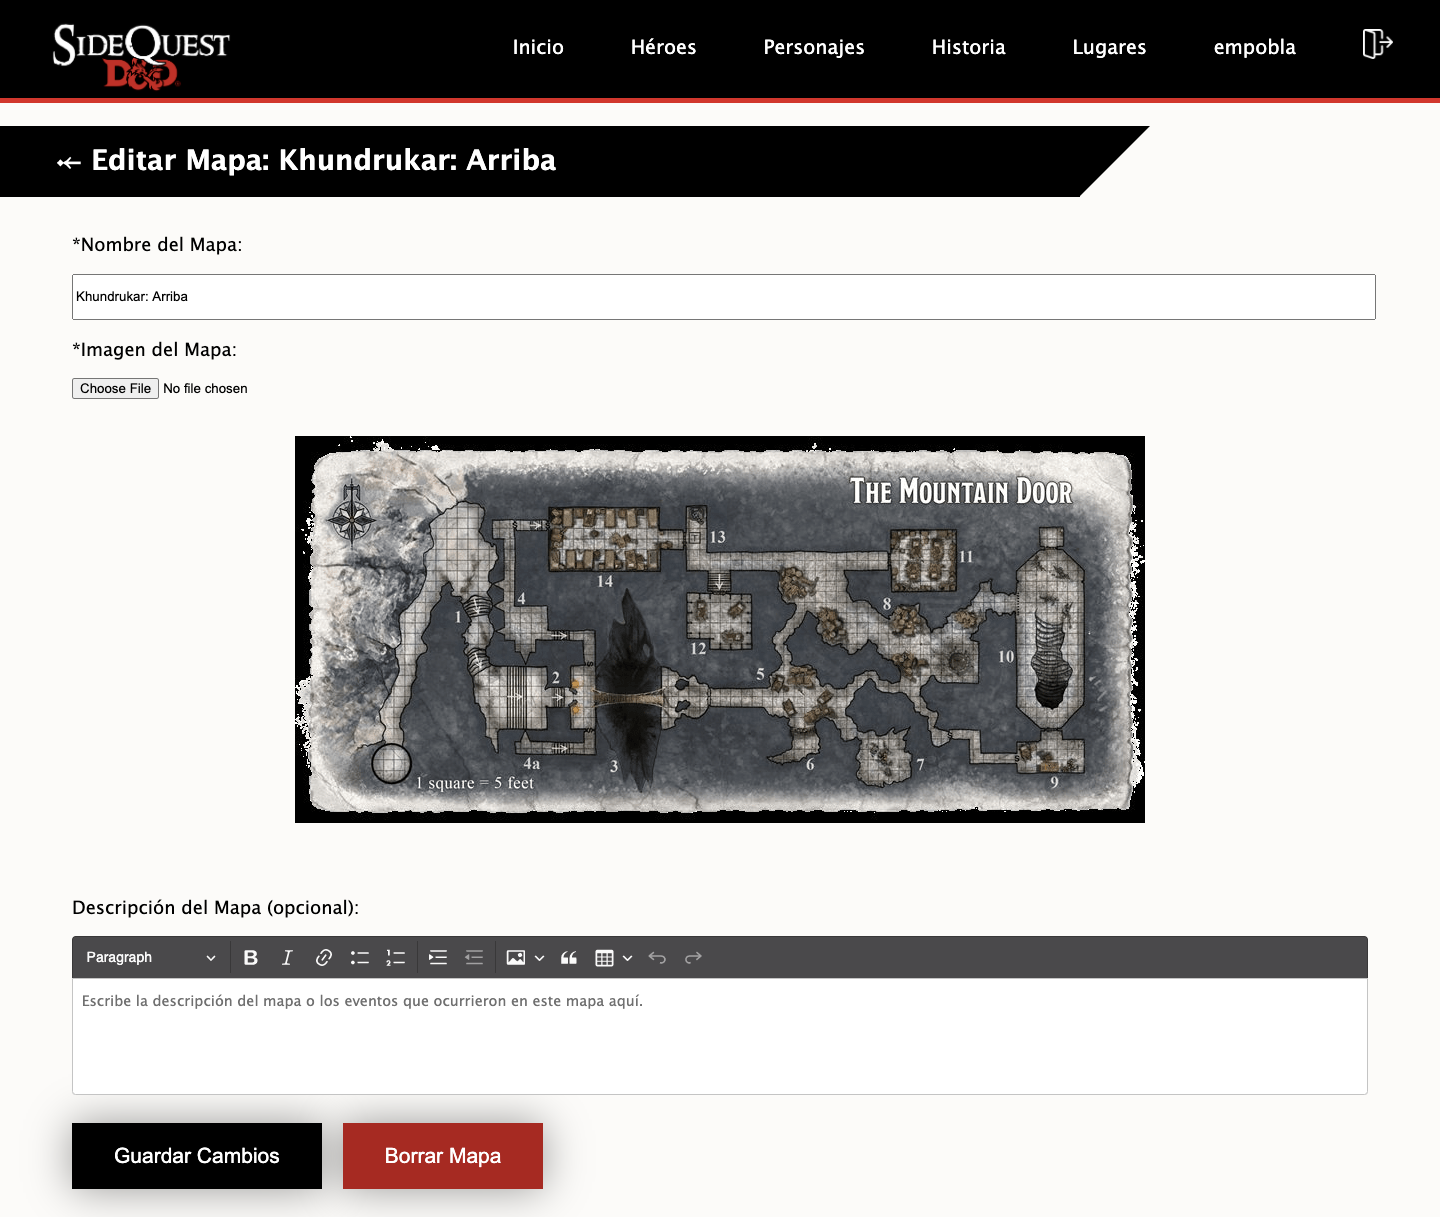 SIDEQUEST
D&D
Inicio Héroes Personajes Historia Lugares empobla
Editar Mapa: Khundrukar: Arriba
*Nombre del Mapa:
Khundrukar: Arriba
*Imagen del Mapa:
Choose File No file chosen
THE MOUNTAIN DOOR
13
11
14
4
8
1
12
10
2
5
4a
3
6
7
9
1 square = 5 feet
Descripción del Mapa (opcional):
Paragraph
Escribe la descripción del mapa o los eventos que ocurrieron en este mapa aquí.
Guardar Cambios Borrar Mapa